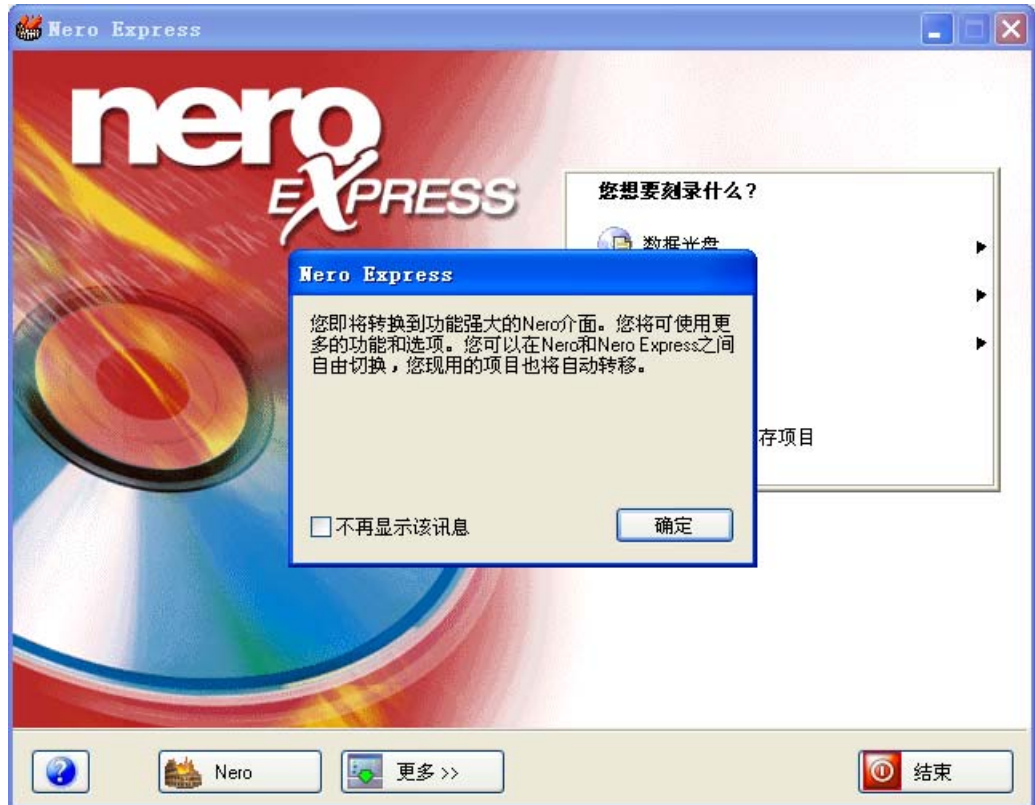 Nero Express
nero
EXPRESS
您想要刻录什么?
数据光盘
Nero Express
您即将转换到功能强大的Nero介面。您将可使用更
多的功能和选项。您可以在Nero和Nero Express之间
自由切换,您现用的项目也将自动转移。
存项目
不再显示该讯息
确定
Nero
更多 >>
结束